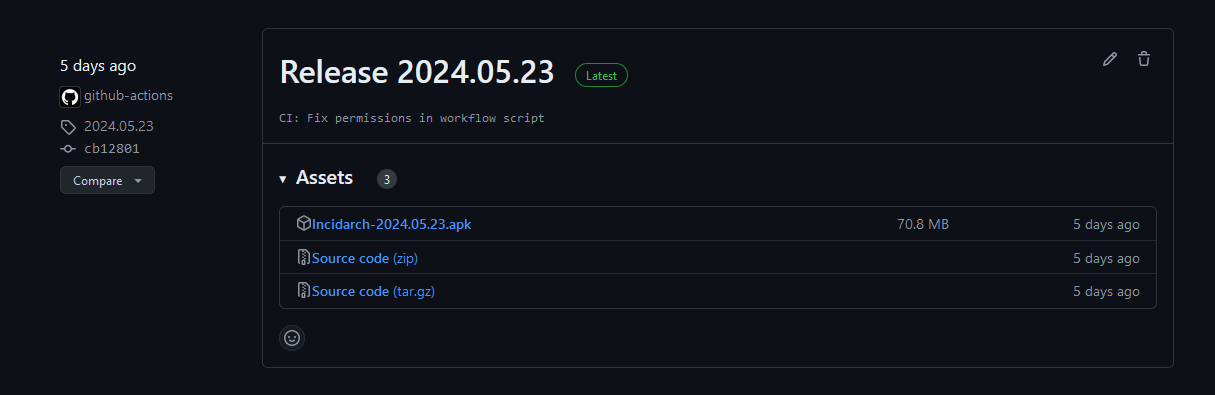 5 days ago
github-actions
2024.05.23
cb12801
Compare
Release 2024.05.23 Latest
CI: Fix permissions in workflow script
Assets 3
Incidarch-2024.05.23.apk 70.8 MB 5 days ago
Source code (zip) 5 days ago
Source code (tar.gz) 5 days ago